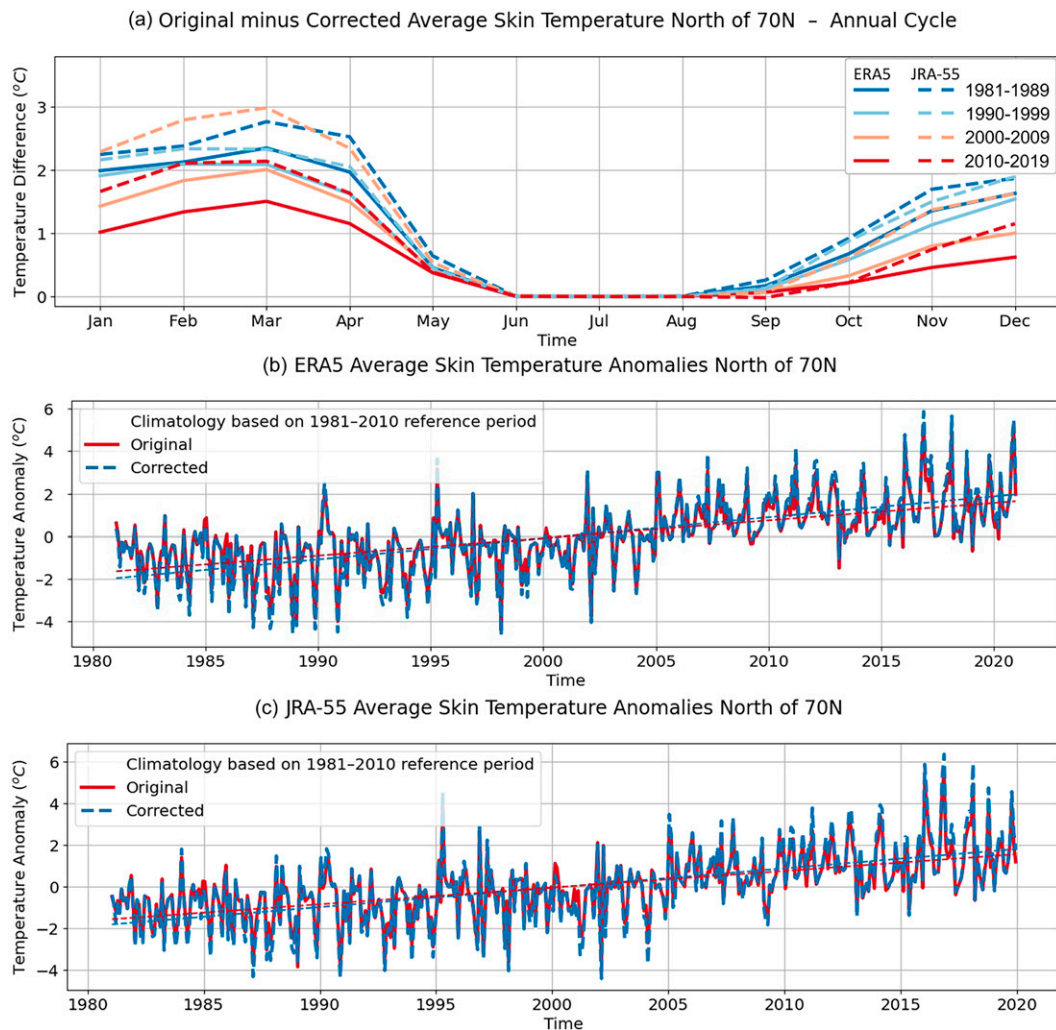 (a) Original minus Corrected Average Skin Temperature North of 70N – Annual Cycle
Temperature Difference (°C)
3
2
1
0
ERA5 JRA-55
1981-1989
1990-1999
2000-2009
2010-2019
Jan Feb Mar Apr May Jun Jul Aug Sep Oct Nov Dec
Time
(b) ERA5 Average Skin Temperature Anomalies North of 70N
Temperature Anomaly (°C)
6
4
2
0
−2
−4
Climatology based on 1981–2010 reference period
Original
Corrected
1980 1985 1990 1995 2000 2005 2010 2015 2020
Time
(c) JRA-55 Average Skin Temperature Anomalies North of 70N
Temperature Anomaly (°C)
6
4
2
0
−2
−4
Climatology based on 1981–2010 reference period
Original
Corrected
1980 1985 1990 1995 2000 2005 2010 2015 2020
Time